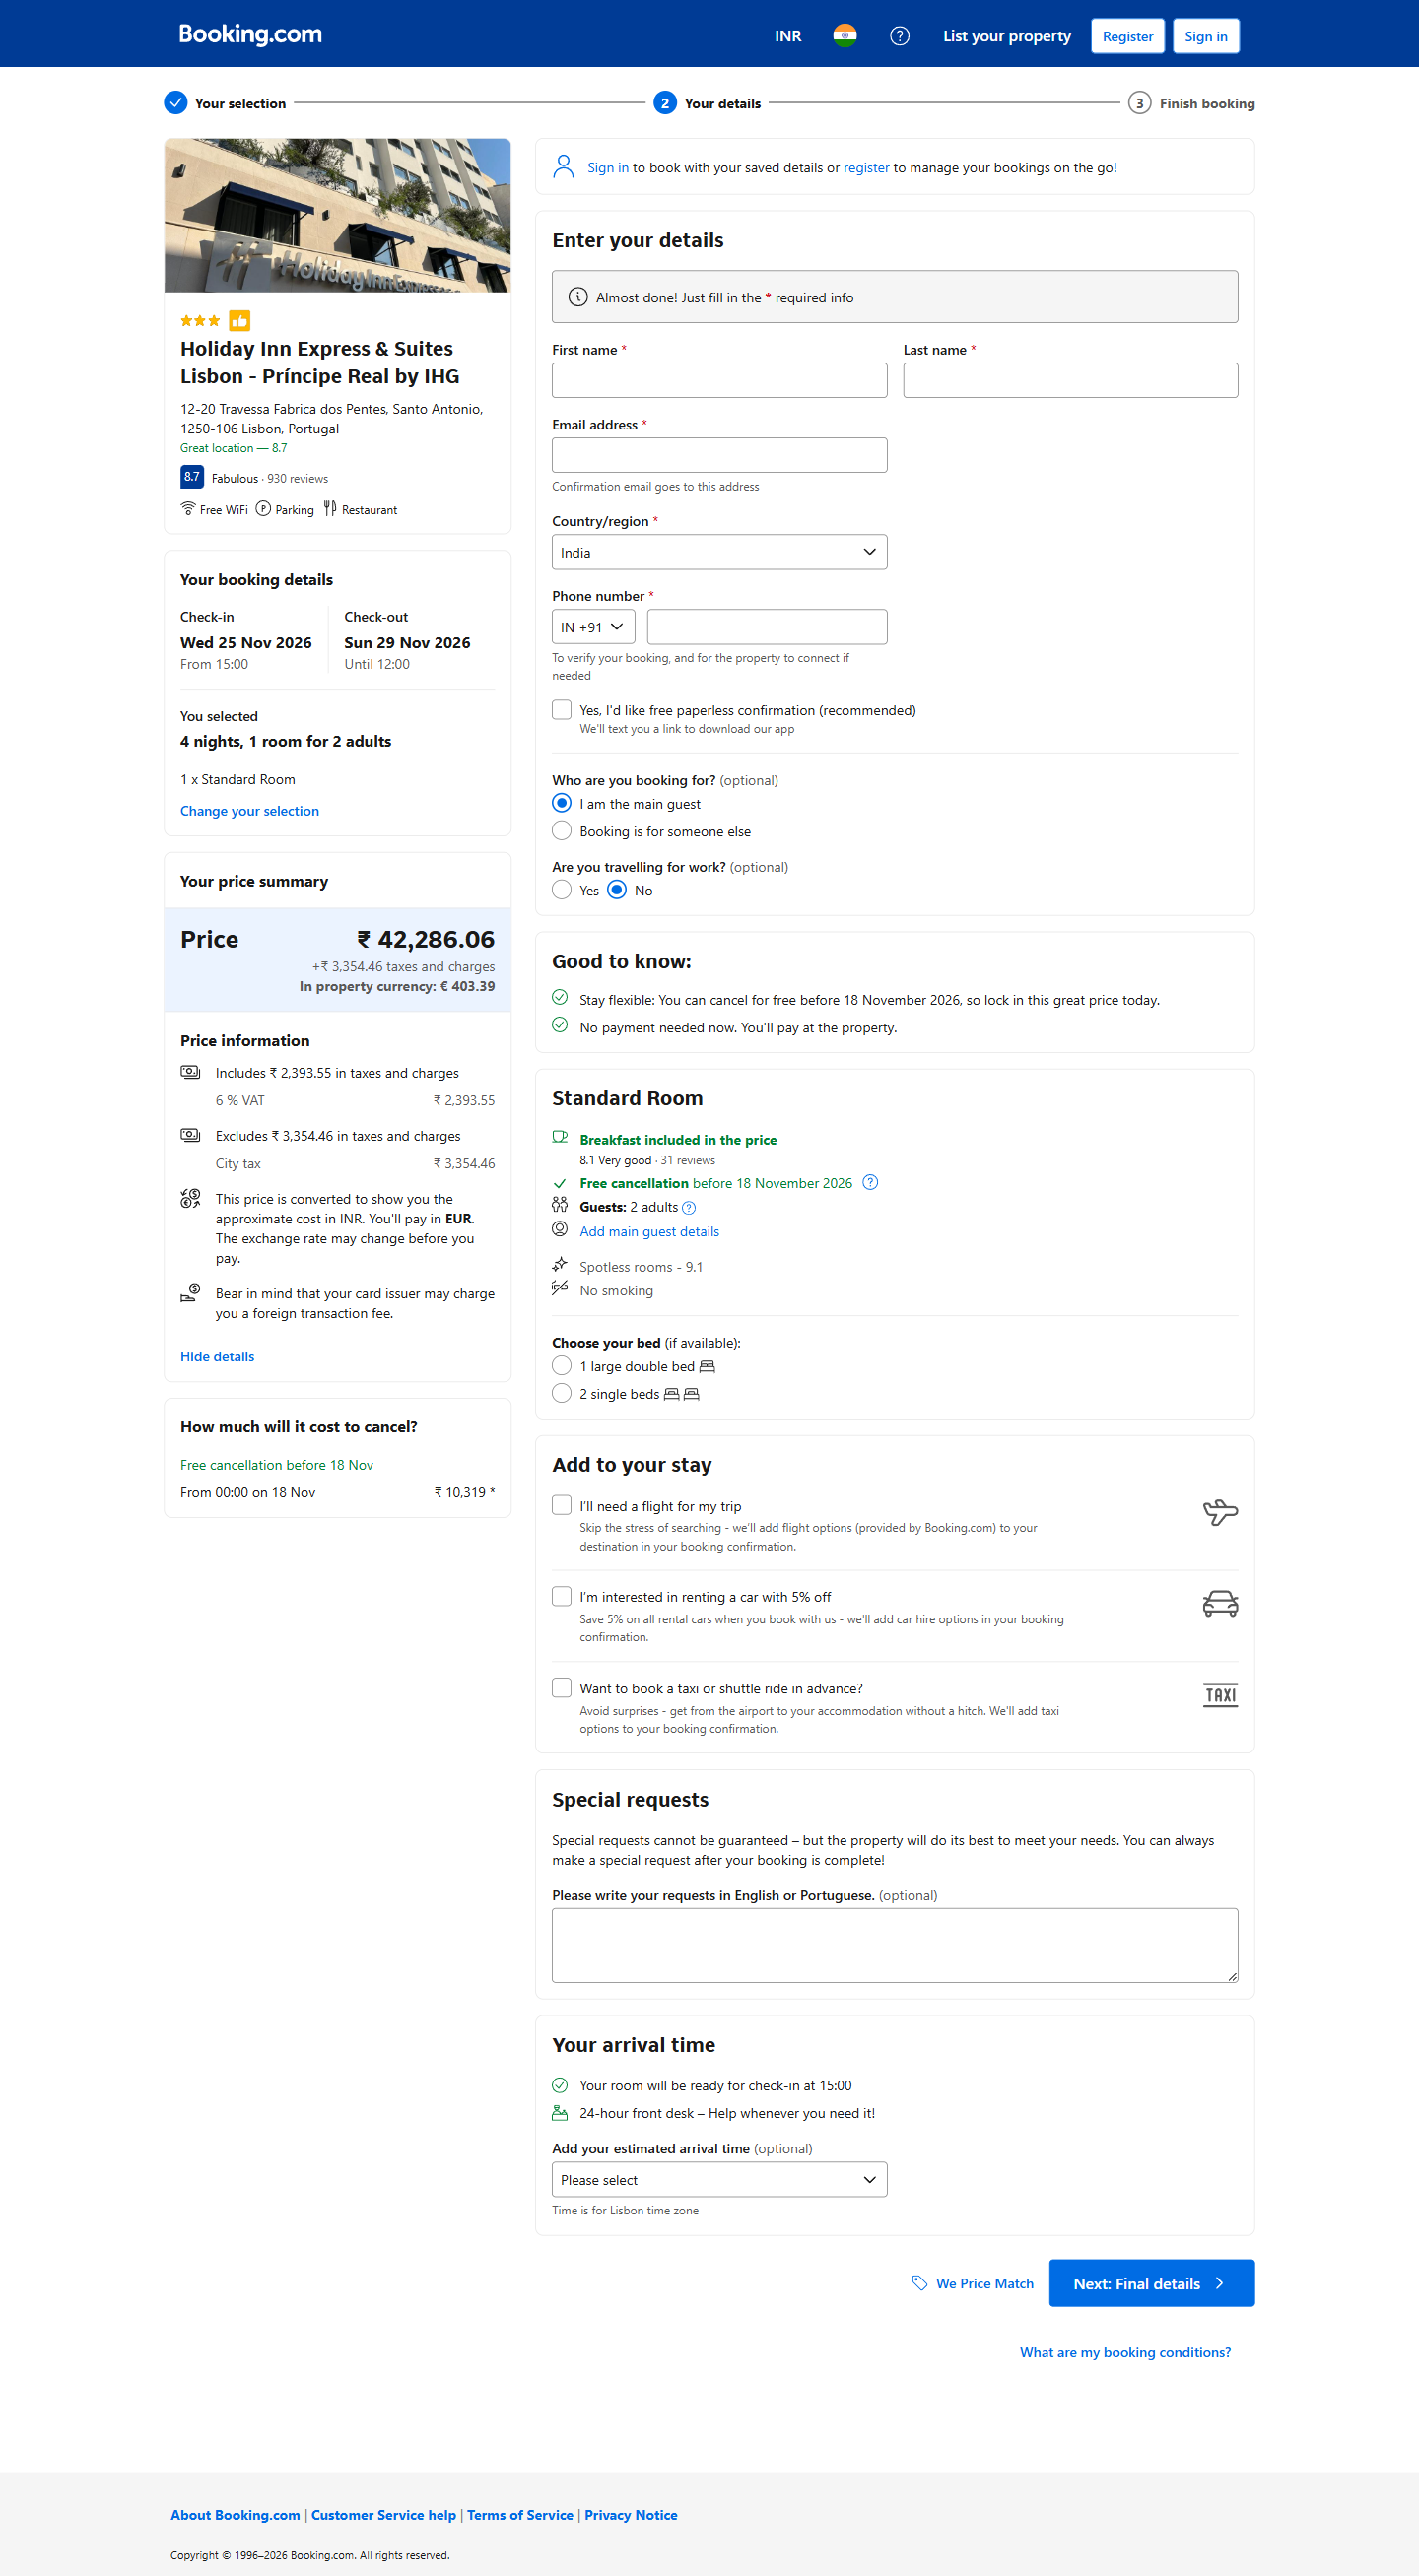 Booking.com
INR
List your property
Register
Sign in
Your selection
2 Your details
3 Finish booking
Holiday Inn Express
Holiday Inn Express & Suites
Lisbon - Príncipe Real by IHG
12-20 Travessa Fabrica dos Pentes, Santo Antonio,
1250-106 Lisbon, Portugal
Great location — 8.7
8.7 Fabulous · 930 reviews
Free WiFi Parking Restaurant
Your booking details
Check-in
Wed 25 Nov 2026
From 15:00
Check-out
Sun 29 Nov 2026
Until 12:00
You selected
4 nights, 1 room for 2 adults
1 x Standard Room
Change your selection
Your price summary
Price ₹ 42,286.06
+₹ 3,354.46 taxes and charges
In property currency: € 403.39
Price information
Includes ₹ 2,393.55 in taxes and charges
6 % VAT ₹ 2,393.55
Excludes ₹ 3,354.46 in taxes and charges
City tax ₹ 3,354.46
This price is converted to show you the
approximate cost in INR. You'll pay in EUR.
The exchange rate may change before you
pay.
Bear in mind that your card issuer may charge
you a foreign transaction fee.
Hide details
How much will it cost to cancel?
Free cancellation before 18 Nov
From 00:00 on 18 Nov ₹ 10,319 *
Sign in to book with your saved details or register to manage your bookings on the go!
Enter your details
Almost done! Just fill in the * required info
First name *
Last name *
Email address *
Confirmation email goes to this address
Country/region *
India
Phone number *
IN +91
To verify your booking, and for the property to connect if
needed
Yes, I'd like free paperless confirmation (recommended)
We'll text you a link to download our app
Who are you booking for? (optional)
I am the main guest
Booking is for someone else
Are you travelling for work? (optional)
Yes No
Good to know:
Stay flexible: You can cancel for free before 18 November 2026, so lock in this great price today.
No payment needed now. You'll pay at the property.
Standard Room
Breakfast included in the price
8.1 Very good · 31 reviews
Free cancellation before 18 November 2026
Guests: 2 adults
Add main guest details
Spotless rooms - 9.1
No smoking
Choose your bed (if available):
1 large double bed
2 single beds
Add to your stay
I'll need a flight for my trip
Skip the stress of searching - we'll add flight options (provided by Booking.com) to your
destination in your booking confirmation.
I'm interested in renting a car with 5% off
Save 5% on all rental cars when you book with us - we'll add car hire options in your booking
confirmation.
Want to book a taxi or shuttle ride in advance?
Avoid surprises - get from the airport to your accommodation without a hitch. We'll add taxi
options to your booking confirmation.
TAXI
Special requests
Special requests cannot be guaranteed – but the property will do its best to meet your needs. You can always
make a special request after your booking is complete!
Please write your requests in English or Portuguese. (optional)
Your arrival time
Your room will be ready for check-in at 15:00
24-hour front desk – Help whenever you need it!
Add your estimated arrival time (optional)
Please select
Time is for Lisbon time zone
We Price Match
Next: Final details
What are my booking conditions?
About Booking.com | Customer Service help | Terms of Service | Privacy Notice
Copyright © 1996–2026 Booking.com. All rights reserved.